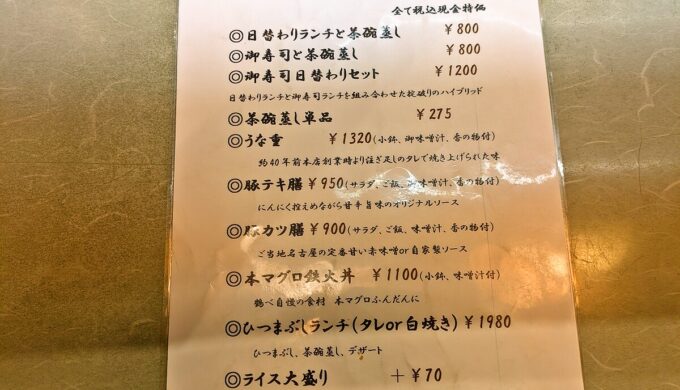 全て税込現金特価
◎日替わりランチと茶碗蒸し ¥800
◎御寿司と茶碗蒸し ¥800
◎御寿司日替わりセット ¥1200
日替わりランチと御寿司ランチを組み合わせた掟破りのハイブリッド
◎茶碗蒸し単品 ¥275
◎うな重 ¥1320(小鉢、御味噌汁、香の物付)
約40年前本店創業時より注ぎ足しのタレで焼き上げられた味
◎豚テキ膳 ¥950(サラダ、ご飯、御味噌汁、香の物付)
にんにく控えめながら甘辛旨味のオリジナルソース
◎豚カツ膳 ¥900(サラダ、ご飯、味噌汁、香の物付)
ご当地名古屋の定番甘い赤味噌or自家製ソース
◎本マグロ鉄火丼 ¥1100(小鉢、味噌汁付)
鶴べ自慢の食材 本マグロふんだんに
◎ひつまぶしランチ(タレor白焼き) ¥1980
ひつまぶし、茶碗蒸し、デザート
◎ライス大盛り +¥70